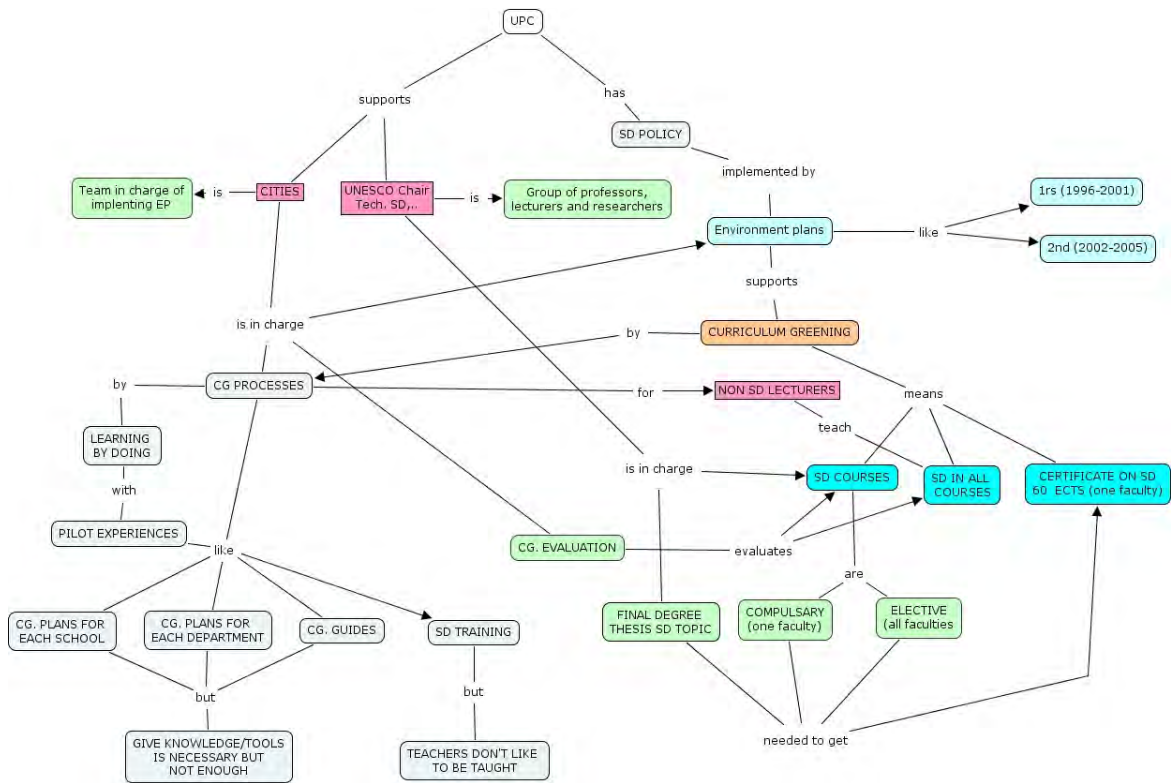 UPC
supports
has
SD POLICY
implemented by
Team in charge of
implenting EP
is
CITIES
UNESCO Chair
Tech. SD,..
is
Group of professors,
lecturers and researchers
1rs (1996-2001)
Environment plans
like
2nd (2002-2005)
supports
is in charge
by
CURRICULUM GREENING
by
CG PROCESSES
for
NON SD LECTURERS
means
teach
LEARNING
BY DOING
is in charge
SD COURSES
SD IN ALL
COURSES
CERTIFICATE ON SD
60 ECTS (one faculty)
with
PILOT EXPERIENCES
like
CG. EVALUATION
evaluates
are
CG. PLANS FOR
EACH SCHOOL
CG. PLANS FOR
EACH DEPARTMENT
CG. GUIDES
SD TRAINING
FINAL DEGREE
THESIS SD TOPIC
COMPULSARY
(one faculty)
ELECTIVE
(all faculties
but
but
needed to get
GIVE KNOWLEDGE/TOOLS
IS NECESSARY BUT
NOT ENOUGH
TEACHERS DON'T LIKE
TO BE TAUGHT